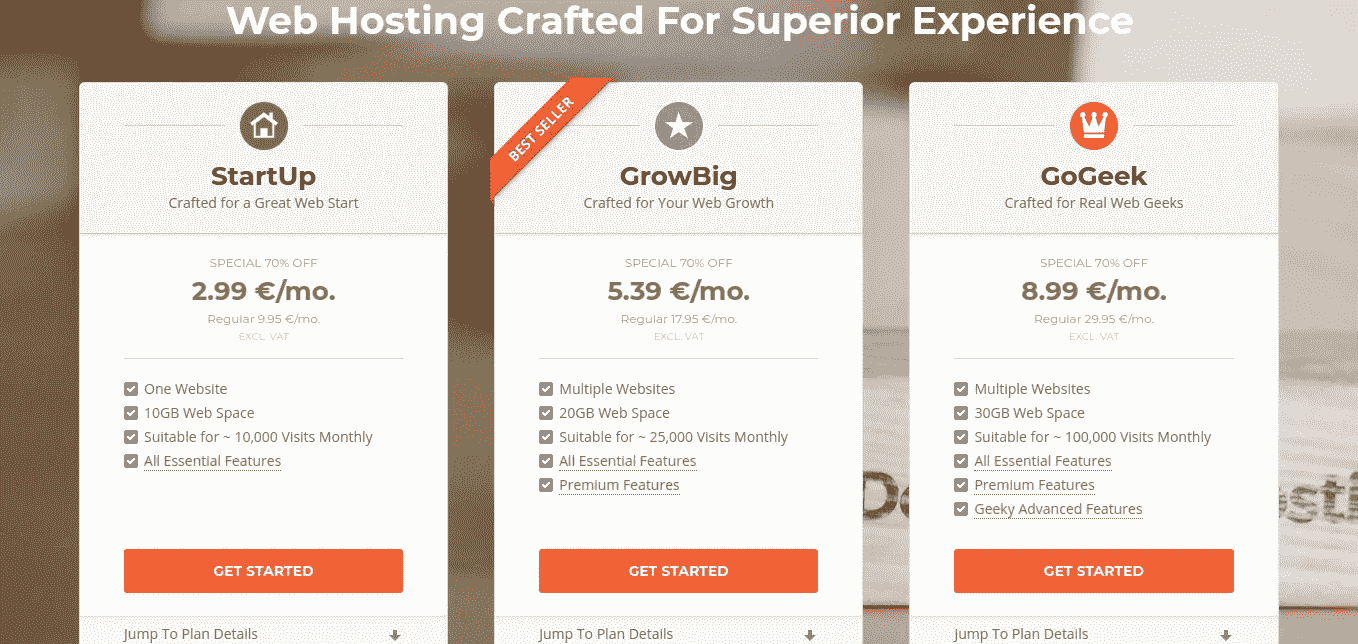 Web Hosting Crafted For Superior Experience
BEST SELLER
StartUp
Crafted for a Great Web Start
SPECIAL 70% OFF
2.99 €/mo.
Regular 9.95 €/mo.
EXCL. VAT
One Website
10GB Web Space
Suitable for ~ 10,000 Visits Monthly
All Essential Features
GET STARTED
Jump To Plan Details
GrowBig
Crafted for Your Web Growth
SPECIAL 70% OFF
5.39 €/mo.
Regular 17.95 €/mo.
EXCL. VAT
Multiple Websites
20GB Web Space
Suitable for ~ 25,000 Visits Monthly
All Essential Features
Premium Features
GET STARTED
Jump To Plan Details
GoGeek
Crafted for Real Web Geeks
SPECIAL 70% OFF
8.99 €/mo.
Regular 29.95 €/mo.
EXCL. VAT
Multiple Websites
30GB Web Space
Suitable for ~ 100,000 Visits Monthly
All Essential Features
Premium Features
Geeky Advanced Features
GET STARTED
Jump To Plan Details